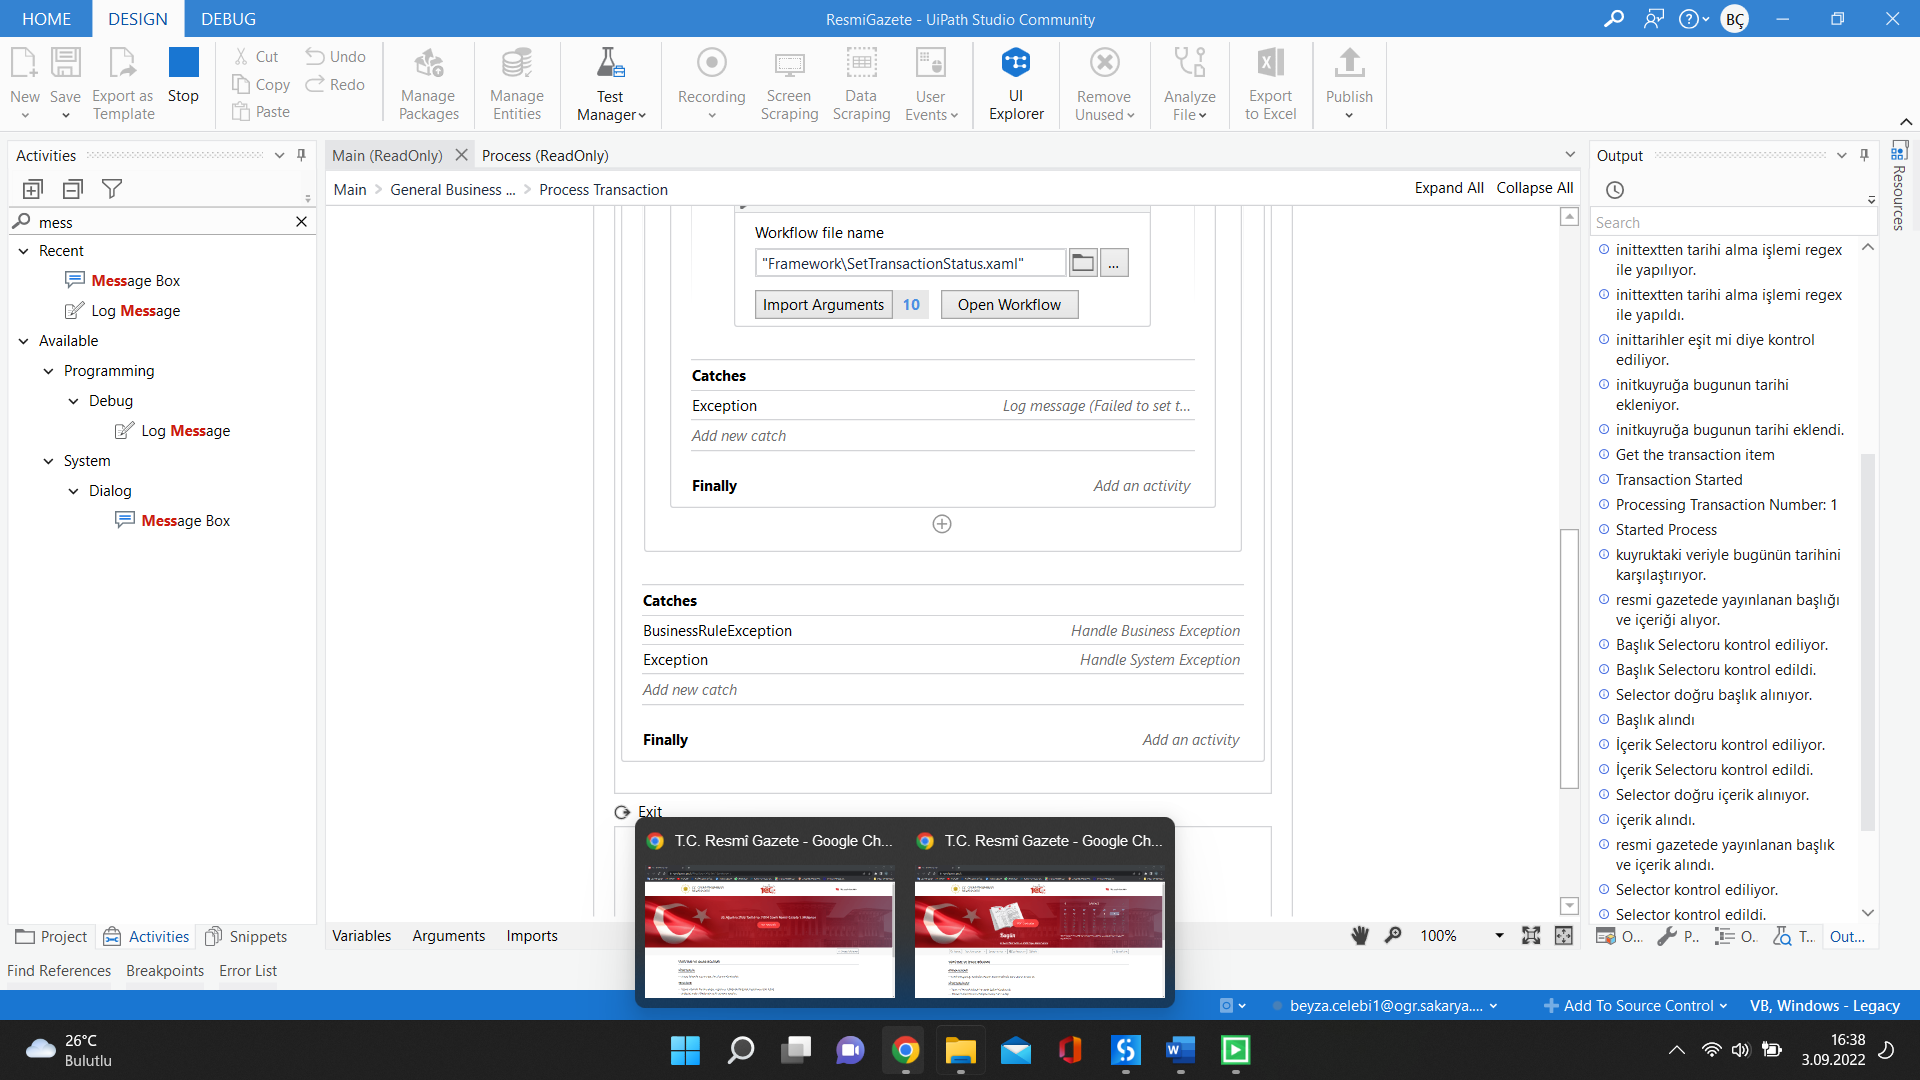 HOME
DESIGN
DEBUG
ResmiGazete - UiPath Studio Community
BÇ
New
Save
Export as
Template
Stop
Cut
Copy
Paste
Undo
Redo
Manage
Packages
Manage
Entities
Test
Manager
Recording
Screen
Scraping
Data
Scraping
User
Events
UI
Explorer
Remove
Unused
Analyze
File
Export
to Excel
Publish
Activities
mess
Recent
Message Box
Log Message
Available
Programming
Debug
Log Message
System
Dialog
Message Box
Project
Activities
Snippets
Main (ReadOnly)
Process (ReadOnly)
Main > General Business ... > Process Transaction
Expand All
Collapse All
Workflow file name
"Framework\SetTransactionStatus.xaml"
...
Import Arguments
10
Open Workflow
Catches
Exception
Log message (Failed to set t...
Add new catch
Finally
Add an activity
Catches
BusinessRuleException
Handle Business Exception
Exception
Handle System Exception
Add new catch
Finally
Add an activity
Exit
T.C. Resmî Gazete - Google Ch...
T.C. Resmî Gazete - Google Ch...
Bugün
Variables
Arguments
Imports
100%
Output
Resources
Search
inittextten tarihi alma işlemi regex
ile yapılıyor.
inittextten tarihi alma işlemi regex
ile yapıldı.
inittarihler eşit mi diye kontrol
ediliyor.
initkuyruğa bugunun tarihi
ekleniyor.
initkuyruğa bugunun tarihi eklendi.
Get the transaction item
Transaction Started
Processing Transaction Number: 1
Started Process
kuyruktaki veriyle bugünün tarihini
karşılaştırıyor.
resmi gazetede yayınlanan başlığı
ve içeriği alıyor.
Başlık Selectoru kontrol ediliyor.
Başlık Selectoru kontrol edildi.
Selector doğru başlık alınıyor.
Başlık alındı
İçerik Selectoru kontrol ediliyor.
İçerik Selectoru kontrol edildi.
Selector doğru içerik alınıyor.
içerik alındı.
resmi gazetede yayınlanan başlık
ve içerik alındı.
Selector kontrol ediliyor.
Selector kontrol edildi.
O...
P..
O.
T...
Out...
Find References
Breakpoints
Error List
beyza.celebi1@ogr.sakarya....
Add To Source Control
VB, Windows - Legacy
26°C
Bulutlu
16:38
3.09.2022